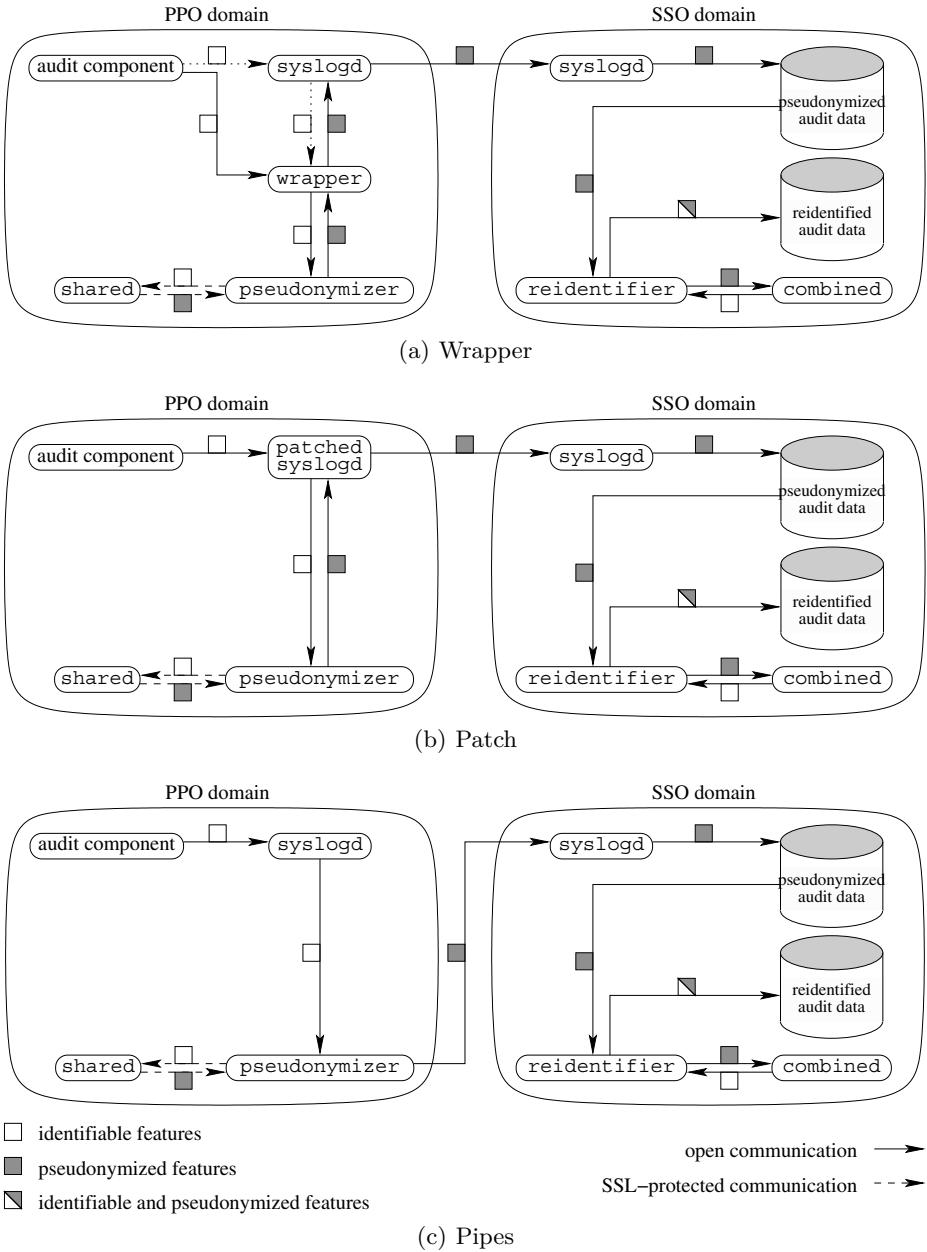 PPO domain
SSO domain
audit component
syslogd
syslogd
pseudonymized
audit data
wrapper
reidentified
audit data
shared
pseudonymizer
reidentifier
combined
(a) Wrapper
PPO domain
SSO domain
audit component
patched
syslogd
syslogd
pseudonymized
audit data
reidentified
audit data
shared
pseudonymizer
reidentifier
combined
(b) Patch
PPO domain
SSO domain
audit component
syslogd
syslogd
pseudonymized
audit data
reidentified
audit data
shared
pseudonymizer
reidentifier
combined
identifiable features
pseudonymized features
identifiable and pseudonymized features
open communication
SSL-protected communication
(c) Pipes